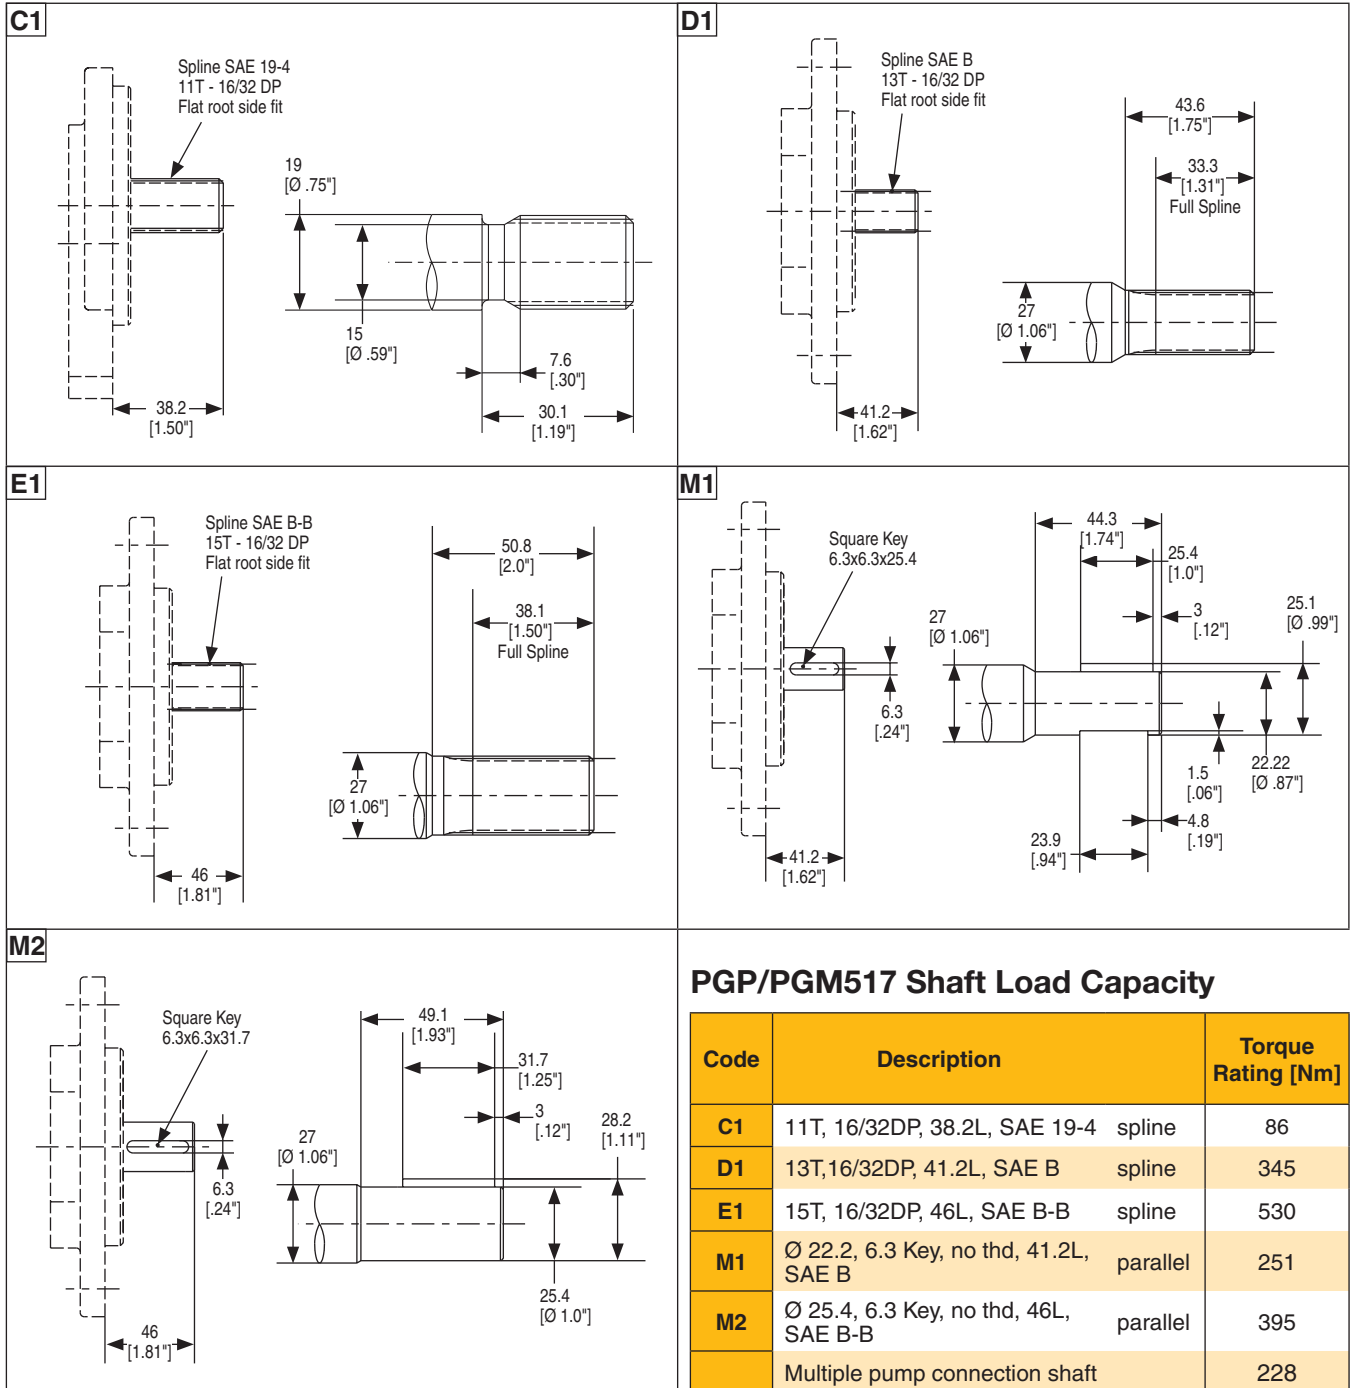 C1
Spline SAE 19-4
11T - 16/32 DP
Flat root side fit
19
[Ø .75"]
15
[Ø .59"]
7.6
[.30"]
30.1
[1.19"]
38.2
[1.50"]
D1
Spline SAE B
13T - 16/32 DP
Flat root side fit
43.6
[1.75"]
33.3
[1.31"]
Full Spline
27
[Ø 1.06"]
41.2
[1.62"]
E1
Spline SAE B-B
15T - 16/32 DP
Flat root side fit
50.8
[2.0"]
38.1
[1.50"]
Full Spline
27
[Ø 1.06"]
46
[1.81"]
M1
Square Key
6.3x6.3x25.4
44.3
[1.74"]
25.4
[1.0"]
3
[.12"]
25.1
[Ø .99"]
27
[Ø 1.06"]
6.3
[.24"]
1.5
[.06"]
22.22
[Ø .87"]
4.8
[.19"]
23.9
[.94"]
41.2
[1.62"]
M2
Square Key
6.3x6.3x31.7
49.1
[1.93"]
31.7
[1.25"]
3
[.12"]
28.2
[1.11"]
27
[Ø 1.06"]
6.3
[.24"]
25.4
[Ø 1.0"]
46
[1.81"]
PGP/PGM517 Shaft Load Capacity
Code Description Torque
Rating [Nm]
C1 11T, 16/32DP, 38.2L, SAE 19-4 spline 86
D1 13T,16/32DP, 41.2L, SAE B spline 345
E1 15T, 16/32DP, 46L, SAE B-B spline 530
M1 Ø 22.2, 6.3 Key, no thd, 41.2L, parallel 251
SAE B
M2 Ø 25.4, 6.3 Key, no thd, 46L, parallel 395
SAE B-B
Multiple pump connection shaft 228